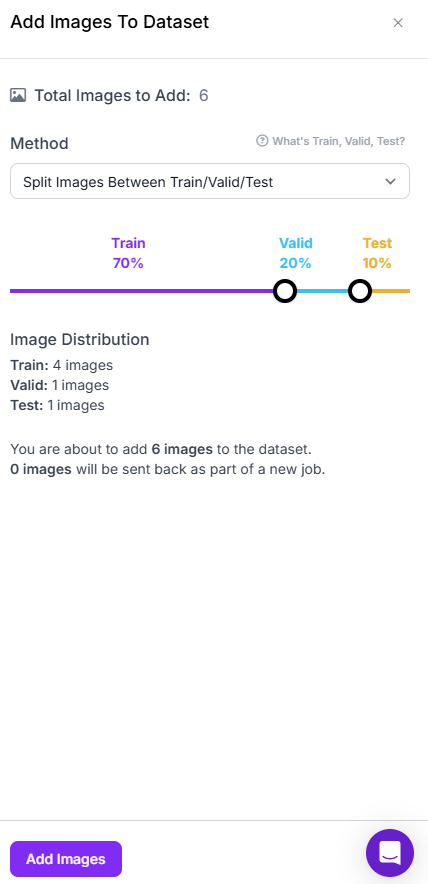 Add Images To Dataset
Total Images to Add: 6
Method
What's Train, Valid, Test?
Split Images Between Train/Valid/Test
Train Valid Test
70% 20% 10%
Image Distribution
Train: 4 images
Valid: 1 images
Test: 1 images
You are about to add 6 images to the dataset.
0 images will be sent back as part of a new job.
Add Images